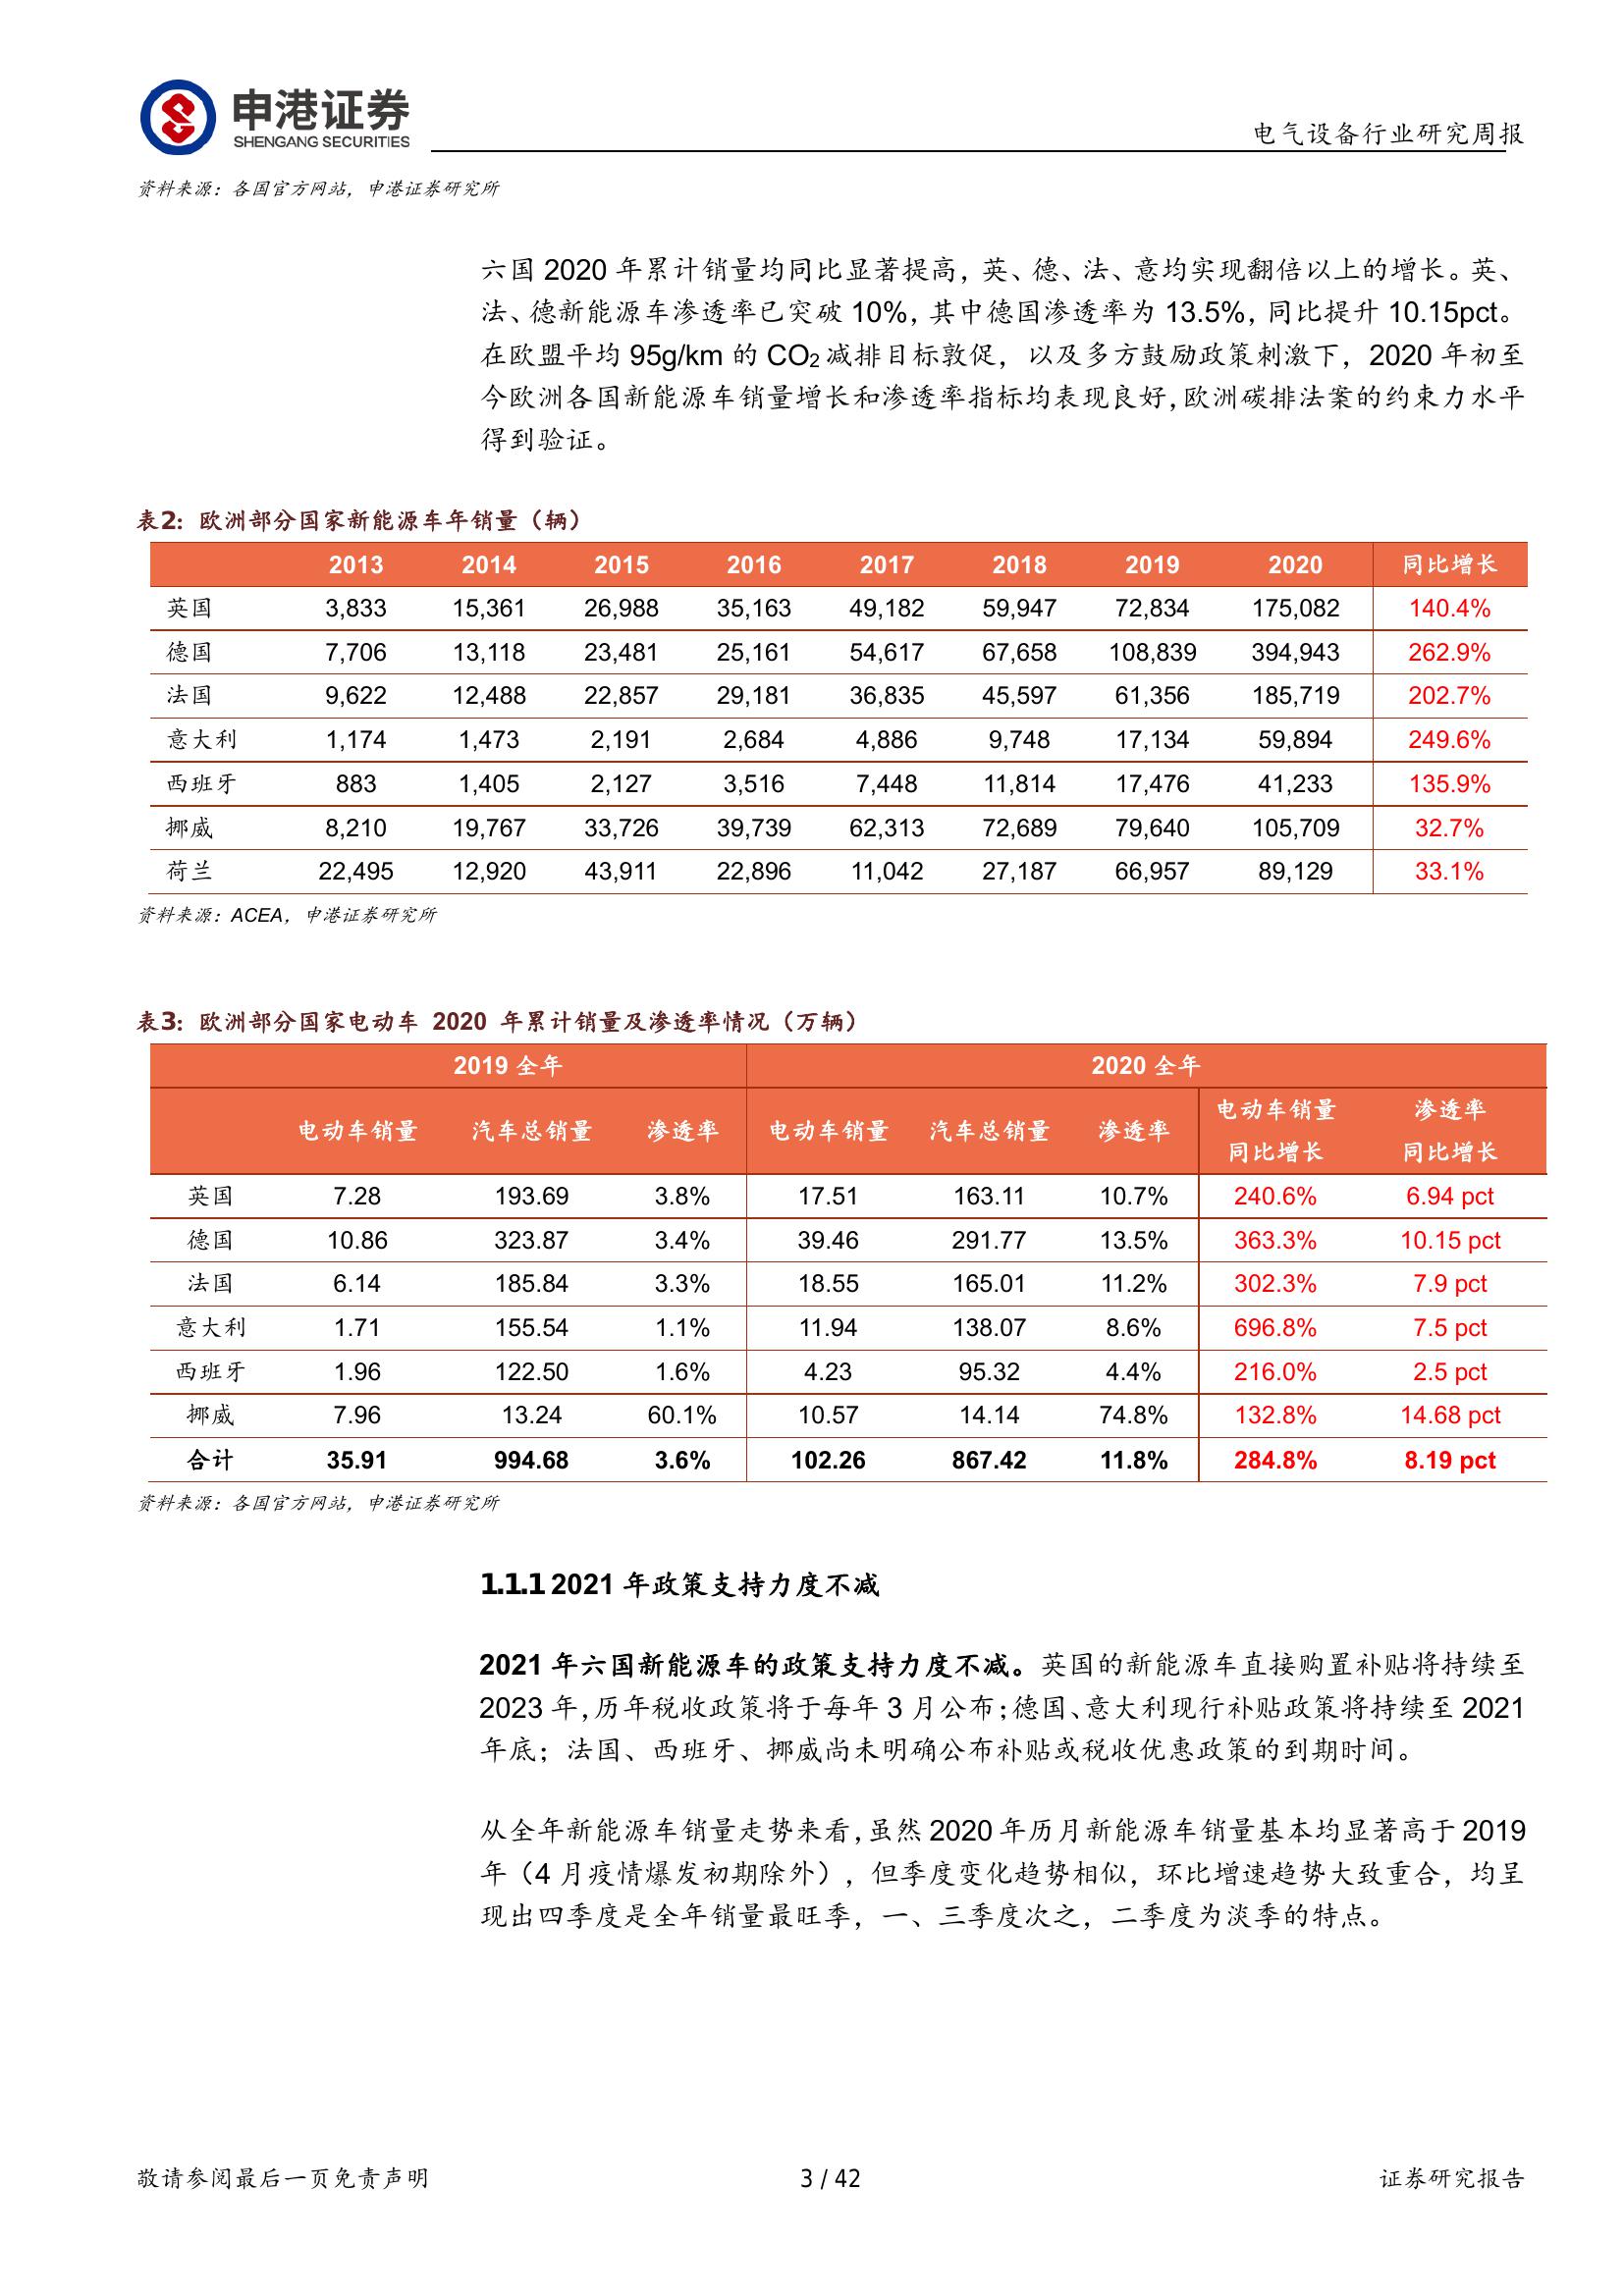 申港证券
SHENGANG SECURITIES
电气设备行业研究周报
资料来源：各国官方网站，申港证券研究所
六国 2020 年累计销量均同比显著提高，英、德、法、意均实现翻倍以上的增长。英、
法、德新能源车渗透率已突破 10%，其中德国渗透率为 13.5%，同比提升 10.15pct。
在欧盟平均 95g/km 的 CO₂ 减排目标敦促，以及多方鼓励政策刺激下，2020 年初至
今欧洲各国新能源车销量增长和渗透率指标均表现良好，欧洲碳排法案的约束力水平
得到验证。
表2：欧洲部分国家新能源车年销量（辆）
2013 2014 2015 2016 2017 2018 2019 2020 同比增长
英国 3,833 15,361 26,988 35,163 49,182 59,947 72,834 175,082 140.4%
德国 7,706 13,118 23,481 25,161 54,617 67,658 108,839 394,943 262.9%
法国 9,622 12,488 22,857 29,181 36,835 45,597 61,356 185,719 202.7%
意大利 1,174 1,473 2,191 2,684 4,886 9,748 17,134 59,894 249.6%
西班牙 883 1,405 2,127 3,516 7,448 11,814 17,476 41,233 135.9%
挪威 8,210 19,767 33,726 39,739 62,313 72,689 79,640 105,709 32.7%
荷兰 22,495 12,920 43,911 22,896 11,042 27,187 66,957 89,129 33.1%
资料来源：ACEA，申港证券研究所
表3：欧洲部分国家电动车 2020 年累计销量及渗透率情况（万辆）
2019 全年 2020 全年
电动车销量 汽车总销量 渗透率 电动车销量 汽车总销量 渗透率 电动车销量 渗透率
同比增长 同比增长
英国 7.28 193.69 3.8% 17.51 163.11 10.7% 240.6% 6.94 pct
德国 10.86 323.87 3.4% 39.46 291.77 13.5% 363.3% 10.15 pct
法国 6.14 185.84 3.3% 18.55 165.01 11.2% 302.3% 7.9 pct
意大利 1.71 155.54 1.1% 11.94 138.07 8.6% 696.8% 7.5 pct
西班牙 1.96 122.50 1.6% 4.23 95.32 4.4% 216.0% 2.5 pct
挪威 7.96 13.24 60.1% 10.57 14.14 74.8% 132.8% 14.68 pct
合计 35.91 994.68 3.6% 102.26 867.42 11.8% 284.8% 8.19 pct
资料来源：各国官方网站，申港证券研究所
1.1.1 2021 年政策支持力度不减
2021 年六国新能源车的政策支持力度不减。英国的新能源车直接购置补贴将持续至
2023 年，历年税收政策将于每年 3 月公布；德国、意大利现行补贴政策将持续至 2021
年底；法国、西班牙、挪威尚未明确公布补贴或税收优惠政策的到期时间。
从全年新能源车销量走势来看，虽然 2020 年历月新能源车销量基本均显著高于 2019
年（4 月疫情爆发初期除外），但季度变化趋势相似，环比增速趋势大致重合，均呈
现出四季度是全年销量最旺季，一、三季度次之，二季度为淡季的特点。
敬请参阅最后一页免责声明 3 / 42 证券研究报告